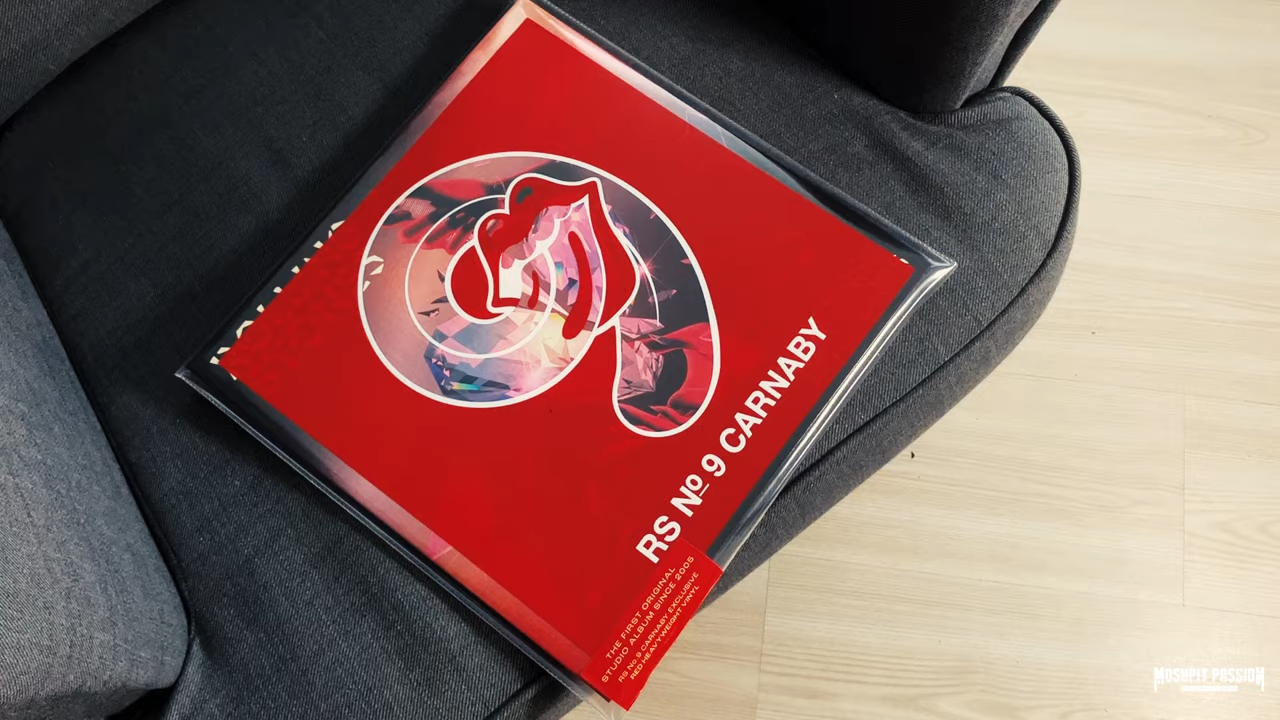 RS Nº 9 CARNABY
THE FIRST ORIGINAL
STUDIO ALBUM SINCE 2005
RS Nº 9 CARNABY EXCLUSIVE
RED HEAVYWEIGHT VINYL
MOSHPIT PASSION